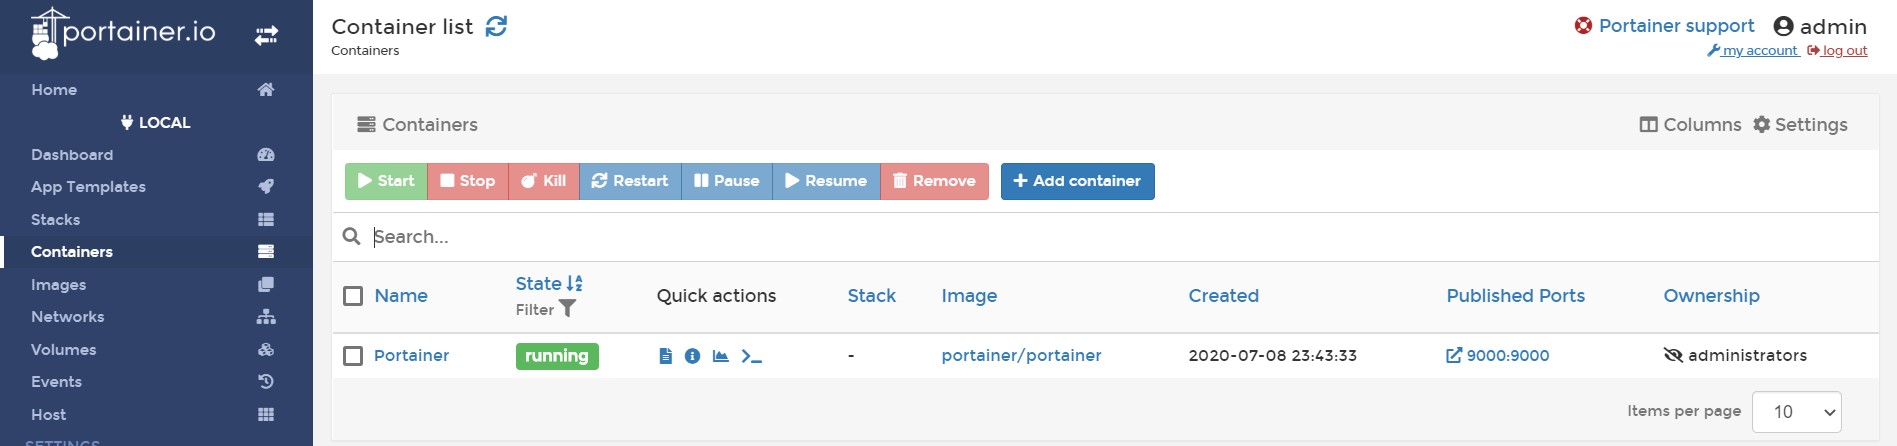 portainer.io
Home
LOCAL
Dashboard
App Templates
Stacks
Containers
Images
Networks
Volumes
Events
Host
SETTINGS
Container list
Containers
Portainer support admin
my account log out
Containers Columns Settings
Start Stop Kill Restart Pause Resume Remove Add container
Search...
Name State Filter Quick actions Stack Image Created Published Ports Ownership
Portainer running - portainer/portainer 2020-07-08 23:43:33 9000:9000 administrators
Items per page 10